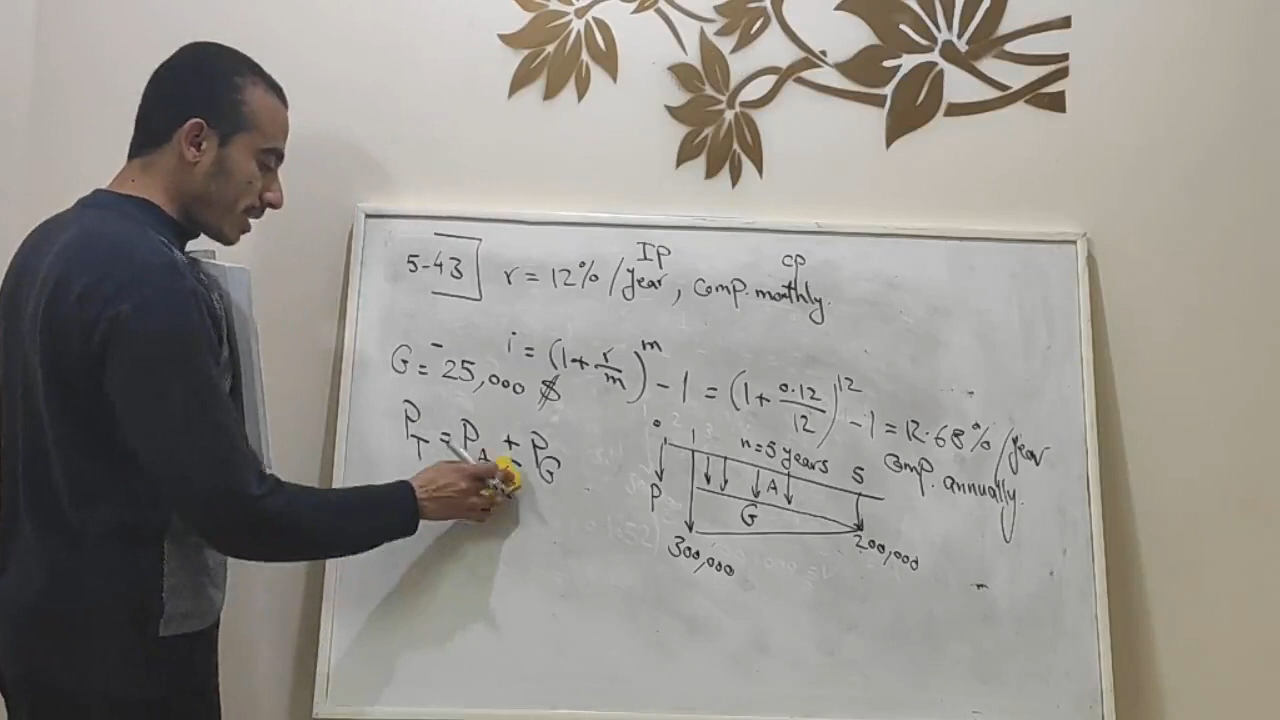 5-43
r = 12% / year , comp. monthly.
IP
CP
i = (1 + r/m)^m - 1 = (1 + 0.12/12)^12 - 1 = 12.68% / year
comp. annually.
G = - 25,000 $
P_T = P_A ± P_G
0 1 n = 5 years 5
P A
G
300,000 200,000